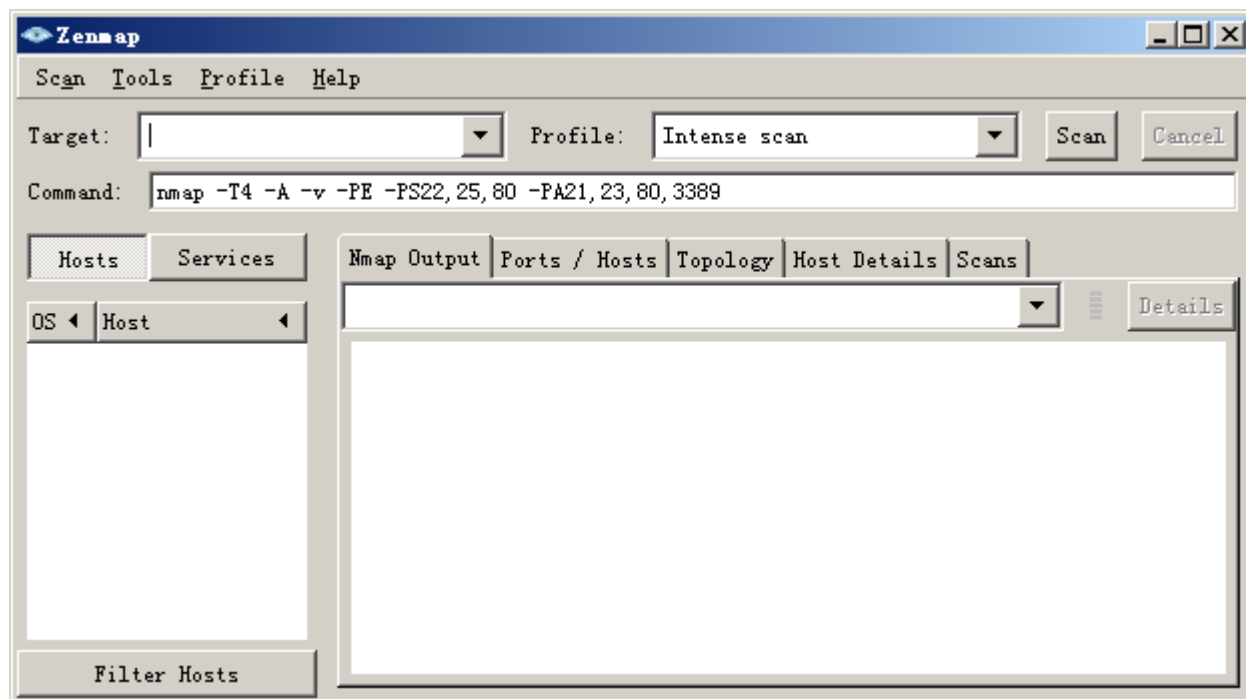 Zenmap
Scan Tools Profile Help
Target: Profile: Intense scan Scan Cancel
Command: nmap -T4 -A -v -PE -PS22,25,80 -PA21,23,80,3389
Hosts Services Nmap Output Ports / Hosts Topology Host Details Scans
OS Host Details
Filter Hosts